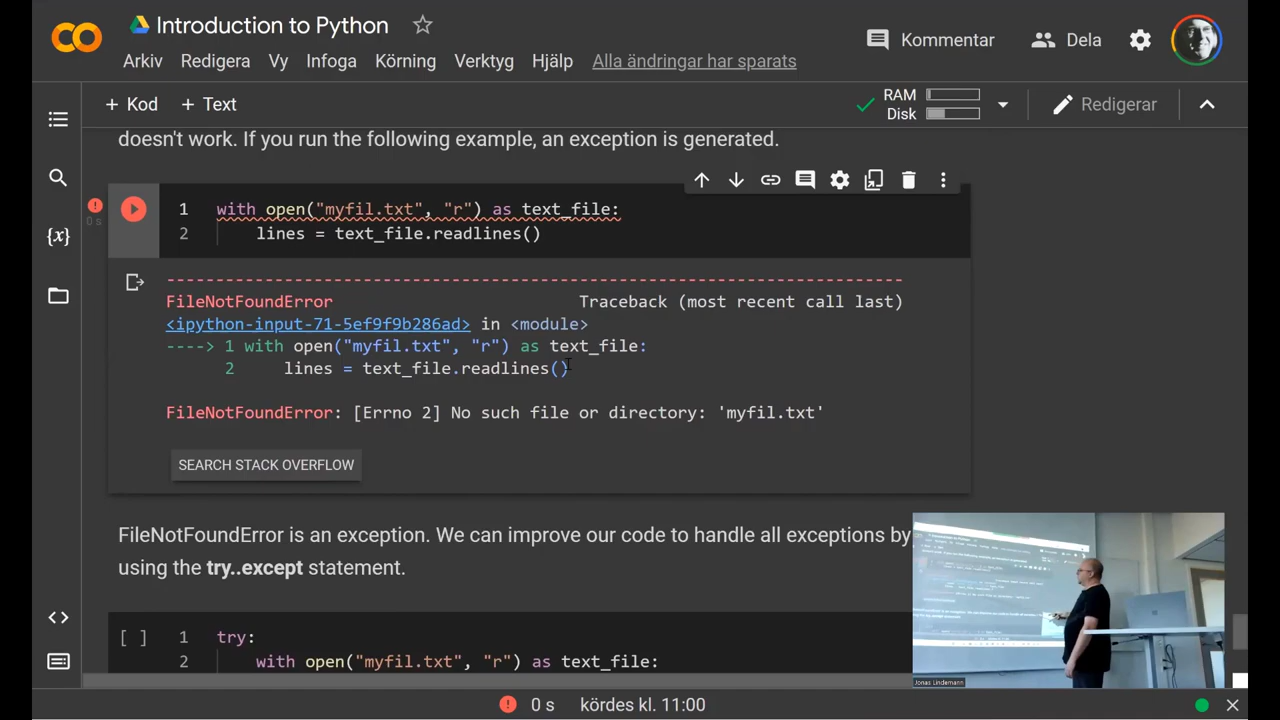 Introduction to Python
Kommentar
Dela
Arkiv Redigera Vy Infoga Körning Verktyg Hjälp Alla ändringar har sparats
+ Kod + Text
RAM
Disk
Redigerar
doesn't work. If you run the following example, an exception is generated.
0 s
1 with open("myfil.txt", "r") as text_file:
2 lines = text_file.readlines()
---------------------------------------------------------------------------
FileNotFoundError Traceback (most recent call last)
<ipython-input-71-5ef9f9b286ad> in <module>
----> 1 with open("myfil.txt", "r") as text_file:
2 lines = text_file.readlines()
FileNotFoundError: [Errno 2] No such file or directory: 'myfil.txt'
SEARCH STACK OVERFLOW
FileNotFoundError is an exception. We can improve our code to handle all exceptions by
using the try..except statement.
[ ] 1 try:
2 with open("myfil.txt", "r") as text_file:
Jonas Lindemann
0 s kördes kl. 11:00